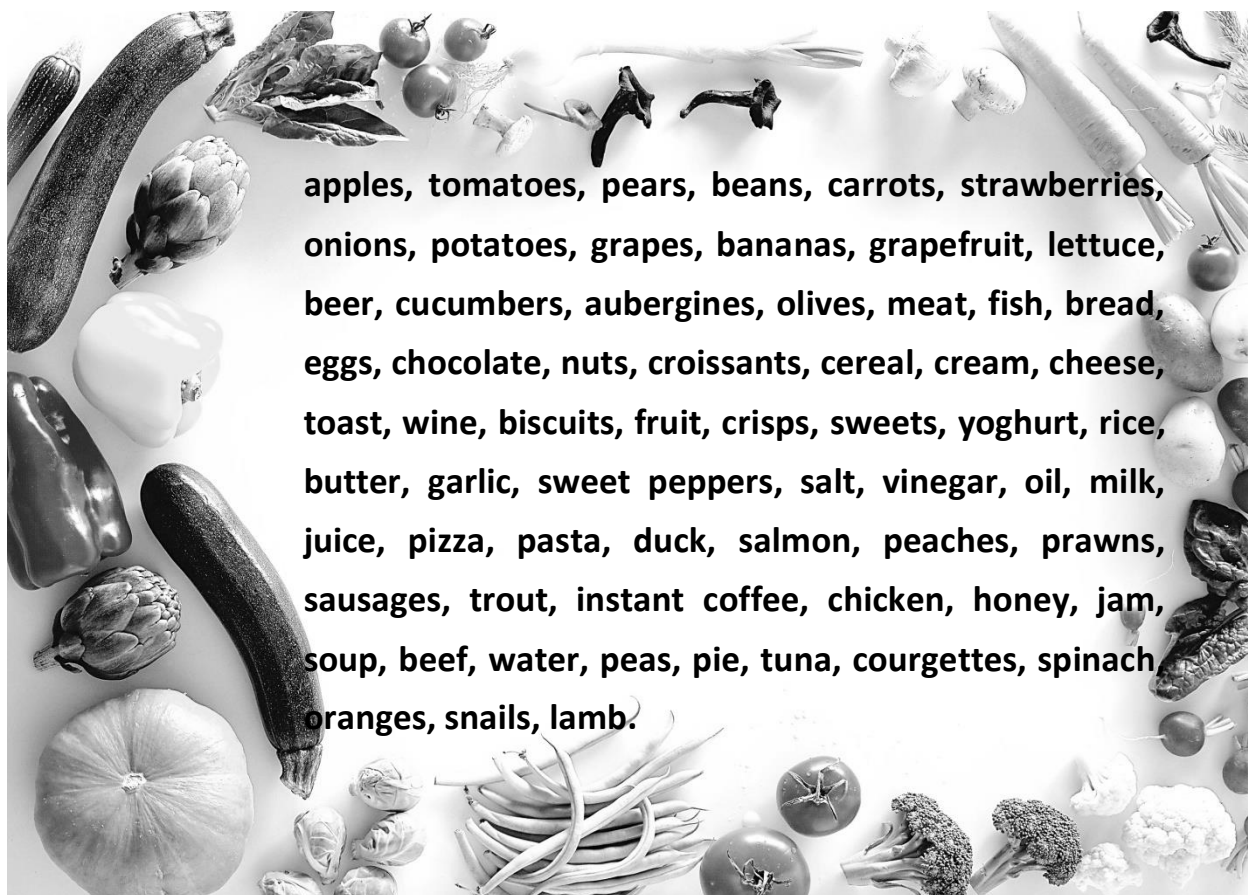 apples, tomatoes, pears, beans, carrots, strawberries,
onions, potatoes, grapes, bananas, grapefruit, lettuce,
beer, cucumbers, aubergines, olives, meat, fish, bread,
eggs, chocolate, nuts, croissants, cereal, cream, cheese,
toast, wine, biscuits, fruit, crisps, sweets, yoghurt, rice,
butter, garlic, sweet peppers, salt, vinegar, oil, milk,
juice, pizza, pasta, duck, salmon, peaches, prawns,
sausages, trout, instant coffee, chicken, honey, jam,
soup, beef, water, peas, pie, tuna, courgettes, spinach,
oranges, snails, lamb.